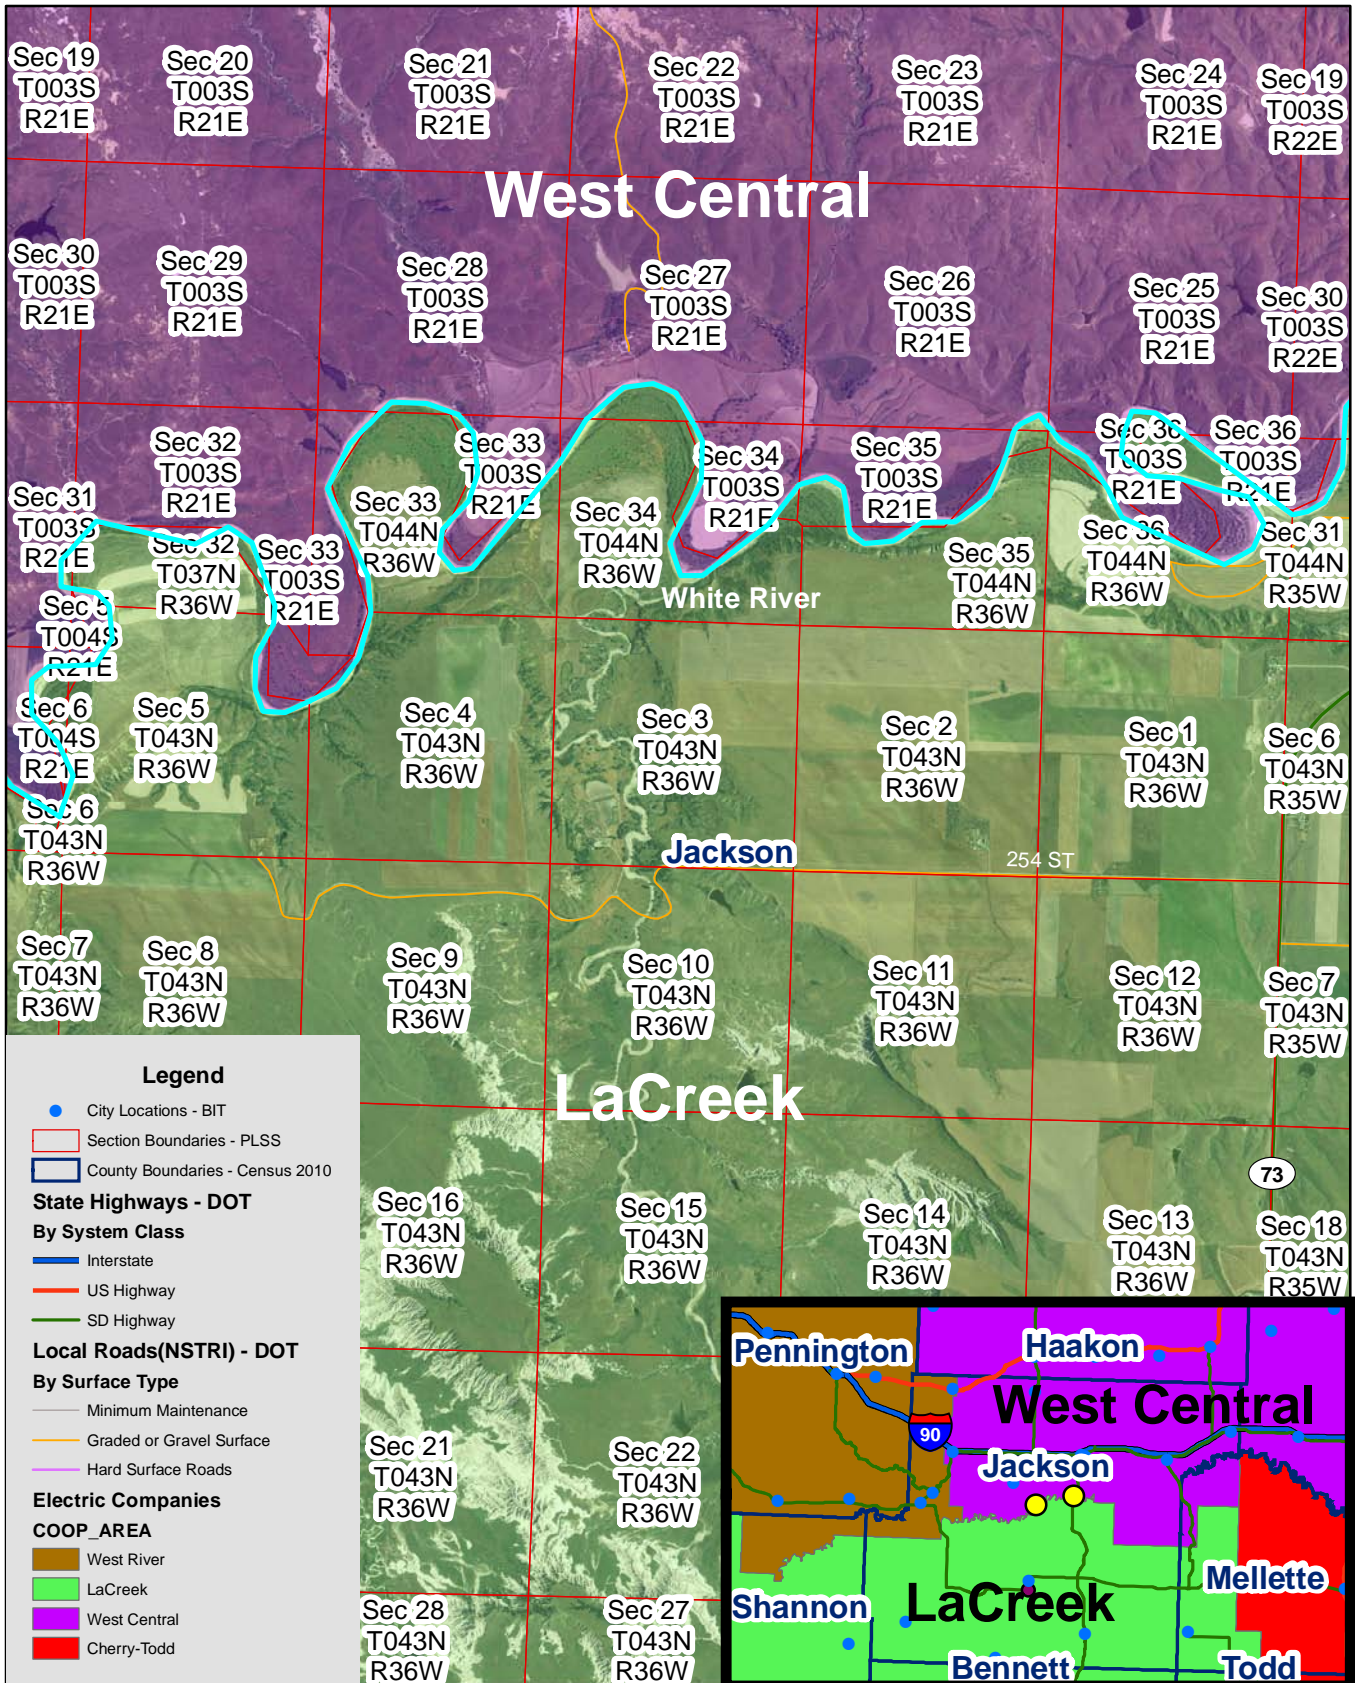 Sec 19
T003S
R21E
Sec 20
T003S
R21E
Sec 21
T003S
R21E
Sec 22
T003S
R21E
Sec 23
T003S
R21E
Sec 24
T003S
R21E
Sec 19
T003S
R22E
West Central
Sec 30
T003S
R21E
Sec 29
T003S
R21E
Sec 28
T003S
R21E
Sec 27
T003S
R21E
Sec 26
T003S
R21E
Sec 25
T003S
R21E
Sec 30
T003S
R22E
Sec 32
T003S
R21E
Sec 33
T003S
R21E
Sec 34
T003S
R21E
Sec 35
T003S
R21E
Sec 36
T003S
R21E
Sec 36
T003S
R21E
Sec 31
T003S
R21E
Sec 32
T037N
R36W
Sec 33
T003S
R21E
Sec 33
T044N
R36W
Sec 34
T044N
R36W
Sec 35
T044N
R36W
Sec 36
T044N
R36W
Sec 31
T044N
R35W
White River
Sec 5
T004S
R21E
Sec 6
T004S
R21E
Sec 5
T043N
R36W
Sec 4
T043N
R36W
Sec 3
T043N
R36W
Sec 2
T043N
R36W
Sec 1
T043N
R36W
Sec 6
T043N
R35W
Sec 6
T043N
R36W
Jackson
254 ST
Sec 7
T043N
R36W
Sec 8
T043N
R36W
Sec 9
T043N
R36W
Sec 10
T043N
R36W
Sec 11
T043N
R36W
Sec 12
T043N
R36W
Sec 7
T043N
R35W
LaCreek
73
Sec 16
T043N
R36W
Sec 15
T043N
R36W
Sec 14
T043N
R36W
Sec 13
T043N
R36W
Sec 18
T043N
R35W
Sec 21
T043N
R36W
Sec 22
T043N
R36W
Sec 28
T043N
R36W
Sec 27
T043N
R36W
Legend
City Locations - BIT
Section Boundaries - PLSS
County Boundaries - Census 2010
State Highways - DOT
By System Class
Interstate
US Highway
SD Highway
Local Roads(NSTRI) - DOT
By Surface Type
Minimum Maintenance
Graded or Gravel Surface
Hard Surface Roads
Electric Companies
COOP_AREA
West River
LaCreek
West Central
Cherry-Todd
Pennington
Haakon
West Central
90
Jackson
Mellette
Shannon
LaCreek
Bennett
Todd